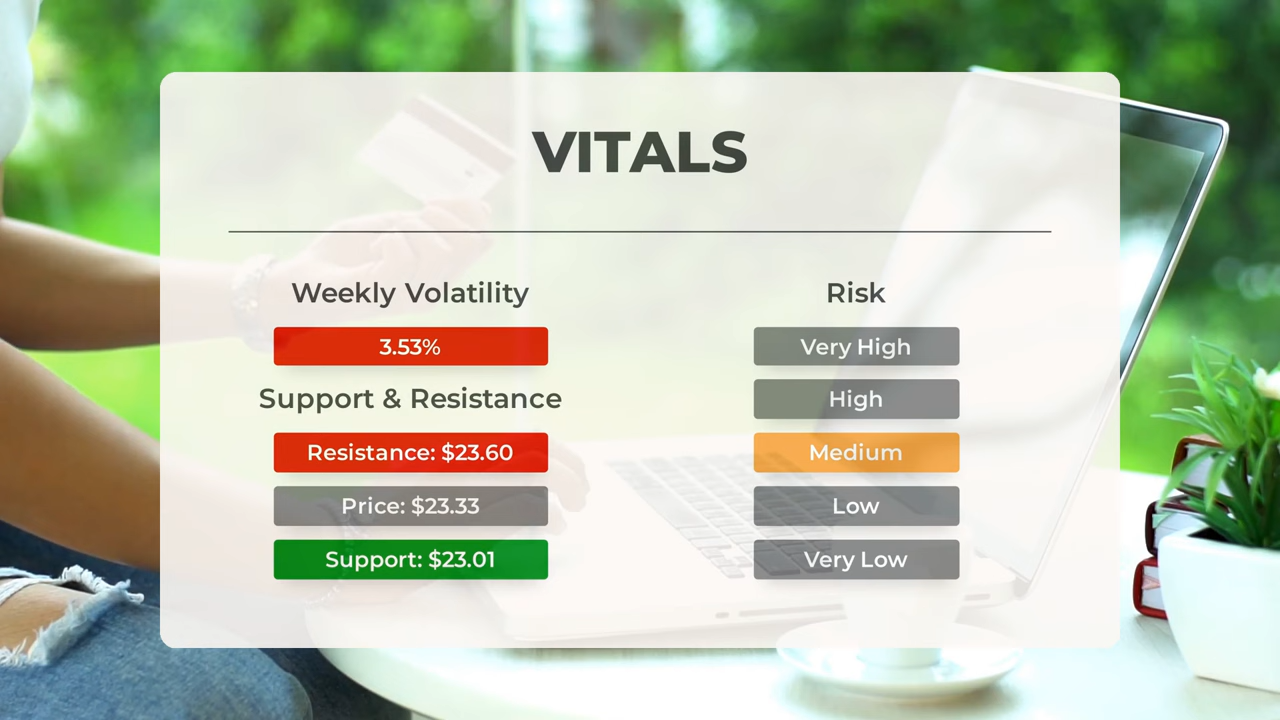 VITALS
Weekly Volatility
3.53%
Support & Resistance
Resistance: $23.60
Price: $23.33
Support: $23.01
Risk
Very High
High
Medium
Low
Very Low